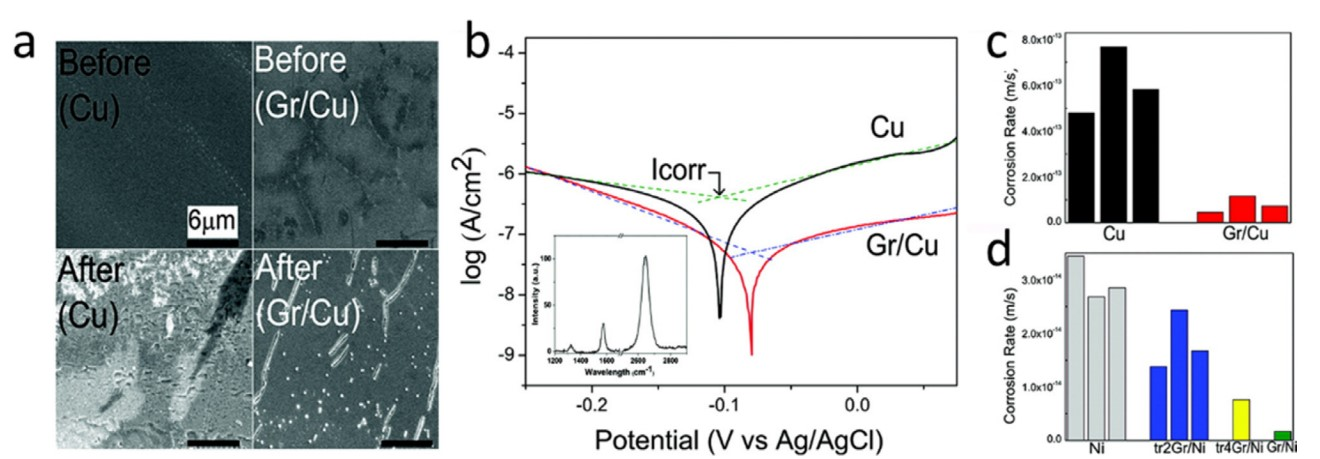 a
Before
(Cu)
6μm
Before
(Gr/Cu)
After
(Cu)
After
(Gr/Cu)
b
log (A/cm²)
-4
-5
-6
-7
-8
-9
Cu
Icorr
Gr/Cu
Intensity (a.u.)
100
50
0
1200 1400 1600 2600 2800
Wavelength (cm⁻¹)
-0.2 -0.1 0.0
Potential (V vs Ag/AgCl)
c
Corrosion Rate (m/s)
8.0x10⁻¹³
6.0x10⁻¹³
4.0x10⁻¹³
2.0x10⁻¹³
0.0
Cu Gr/Cu
d
Corrosion Rate (m/s)
3.0x10⁻¹⁴
2.0x10⁻¹⁴
1.0x10⁻¹⁴
0.0
Ni tr2Gr/Ni tr4Gr/Ni Gr/Ni